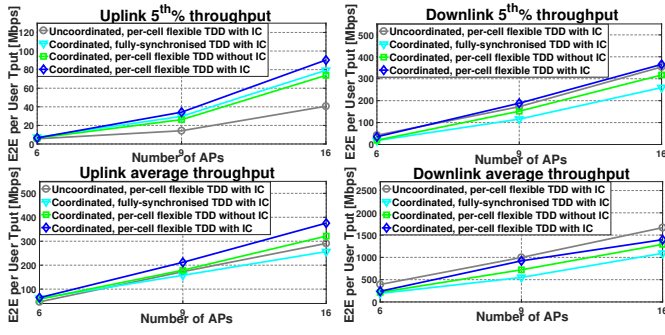 Uplink 5th% throughput
E2E per User Tput [Mbps]
120
100
80
60
40
20
0
Uncoordinated, per-cell flexible TDD with IC
Coordinated, fully-synchronised TDD with IC
Coordinated, per-cell flexible TDD without IC
Coordinated, per-cell flexible TDD with IC
6
9
16
Number of APs
Downlink 5th% throughput
E2E per User Tput [Mbps]
400
300
200
100
0
Uncoordinated, per-cell flexible TDD with IC
Coordinated, fully-synchronised TDD with IC
Coordinated, per-cell flexible TDD without IC
Coordinated, per-cell flexible TDD with IC
6
9
16
Number of APs
Uplink average throughput
E2E per User Tput [Mbps]
500
400
300
200
100
0
Uncoordinated, per-cell flexible TDD with IC
Coordinated, fully-synchronised TDD with IC
Coordinated, per-cell flexible TDD without IC
Coordinated, per-cell flexible TDD with IC
6
9
16
Number of APs
Downlink average throughput
E2E per User Tput [Mbps]
2500
2000
1500
1000
500
0
Uncoordinated, per-cell flexible TDD with IC
Coordinated, fully-synchronised TDD with IC
Coordinated, per-cell flexible TDD without IC
Coordinated, per-cell flexible TDD with IC
6
9
16
Number of APs